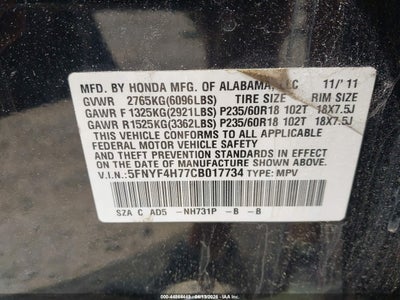 MFD. BY HONDA MFG. OF ALABAMA, LLC 11/'11
GVWR 2765KG(6096LBS) TIRE SIZE RIM SIZE
GAWR F 1325KG(2921LBS) P235/60R18 102T 18X7.5J
GAWR R 1525KG(3362LBS) P235/60R18 102T 18X7.5J
THIS VEHICLE CONFORMS TO ALL APPLICABLE
FEDERAL MOTOR VEHICLE SAFETY AND THEFT
PREVENTION STANDARDS IN EFFECT ON THE
DATE OF MANUFACTURE SHOWN ABOVE.
V.I.N.:5FNYF4H77CB017734 TYPE: MPV
SZA C AD5 -NH731P -B -B